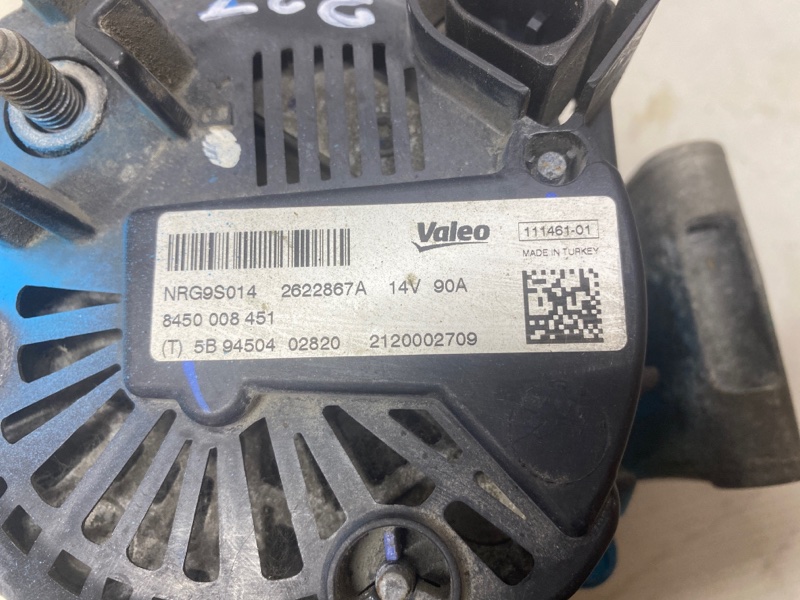 Valeo 111461-01
MADE IN TURKEY
NRG9S014 2622867A 14V 90A
8450 008 451
(T) 5B 94504 02820 2120002709